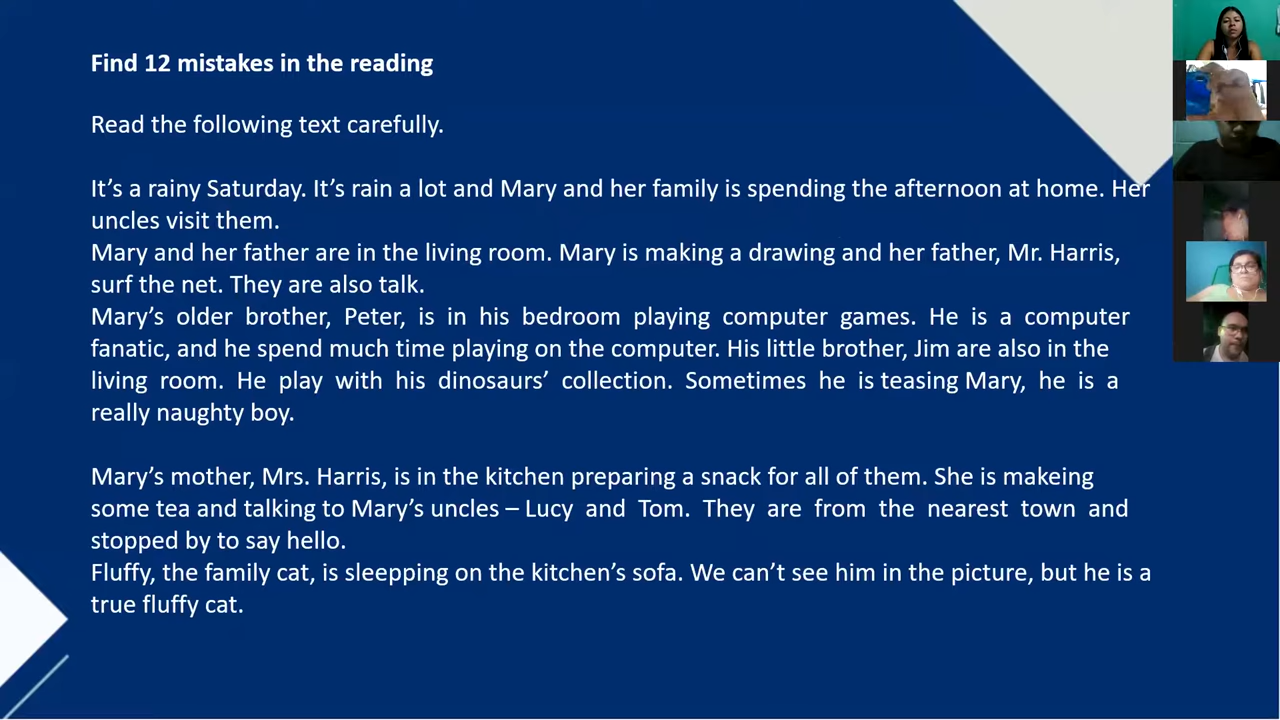 Find 12 mistakes in the reading
Read the following text carefully.
It's a rainy Saturday. It's rain a lot and Mary and her family is spending the afternoon at home. Her
uncles visit them.
Mary and her father are in the living room. Mary is making a drawing and her father, Mr. Harris,
surf the net. They are also talk.
Mary's older brother, Peter, is in his bedroom playing computer games. He is a computer
fanatic, and he spend much time playing on the computer. His little brother, Jim are also in the
living room. He play with his dinosaurs' collection. Sometimes he is teasing Mary, he is a
really naughty boy.
Mary's mother, Mrs. Harris, is in the kitchen preparing a snack for all of them. She is makeing
some tea and talking to Mary's uncles – Lucy and Tom. They are from the nearest town and
stopped by to say hello.
Fluffy, the family cat, is sleepping on the kitchen's sofa. We can't see him in the picture, but he is a
true fluffy cat.